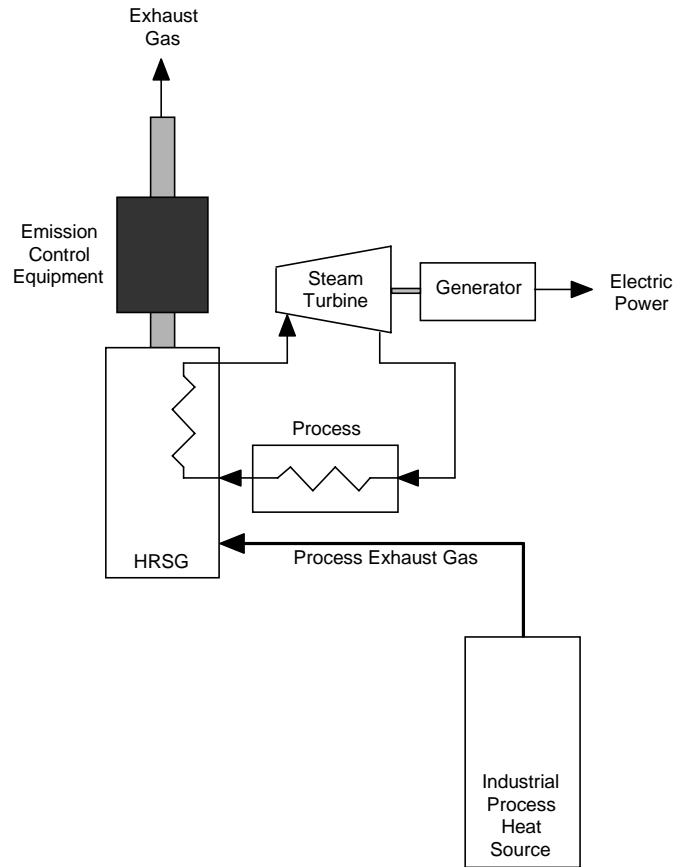 Exhaust
Gas
Emission
Control
Equipment
Steam
Turbine
Generator
Electric
Power
Process
HRSG
Process Exhaust Gas
Industrial
Process
Heat
Source